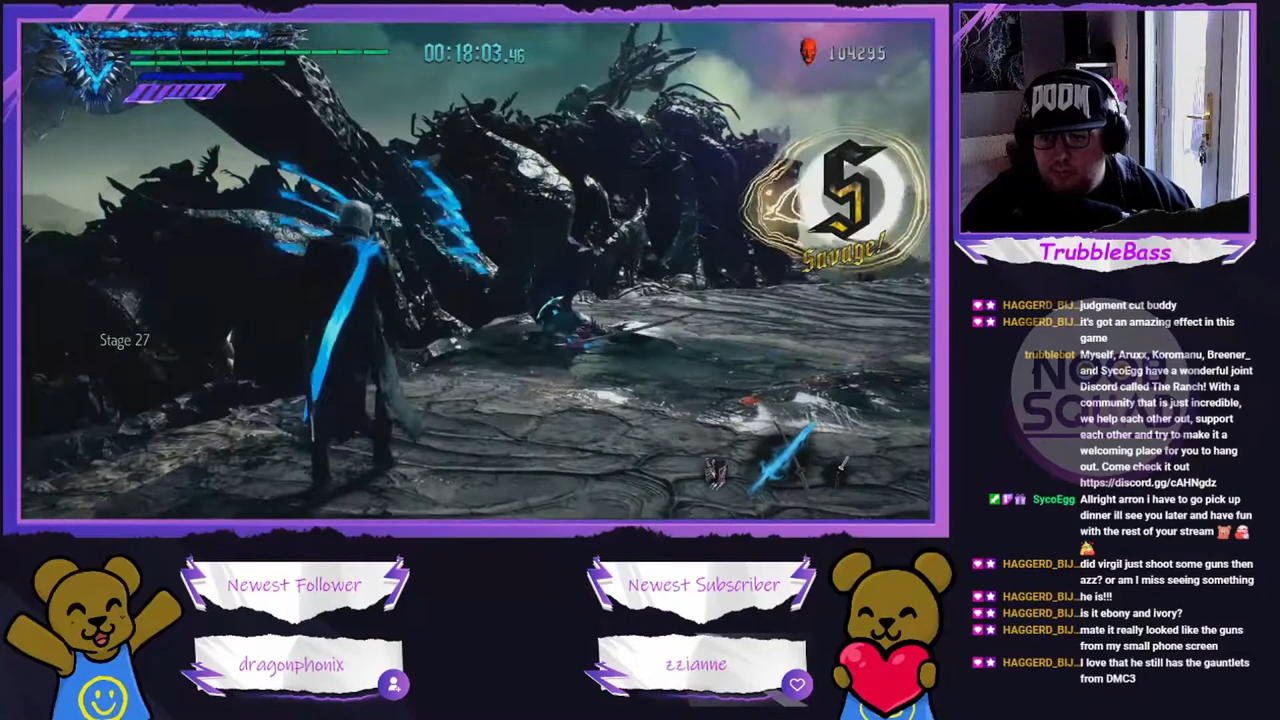 00:18:03.46
104295
Savage!
Stage 27
DOOM
TrubbleBass
HAGGERD_BIJ... judgment cut buddy
HAGGERD_BIJ... it's got an amazing effect in this
game
trubblebot Myself, Aruxx, Koromanu, Breener_
and SycoEgg have a wonderful joint
Discord called The Ranch! With a
community that is just incredible,
we help each other out, support
each other and try to make it a
welcoming place for you to hang
out. Come check it out
https://discord.gg/cAHNgdz
SycoEgg Allright arron i have to go pick up
dinner ill see you later and have fun
with the rest of your stream
HAGGERD_BIJ... did virgil just shoot some guns then
azz? or am I miss seeing something
HAGGERD_BIJ... he is!!!
HAGGERD_BIJ... is it ebony and ivory?
HAGGERD_BIJ... mate it really looked like the guns
from my small phone screen
HAGGERD_BIJ... I love that he still has the gauntlets
from DMC3
NOOB
SQUAD
Newest Follower
dragonphonix
Newest Subscriber
zzianne